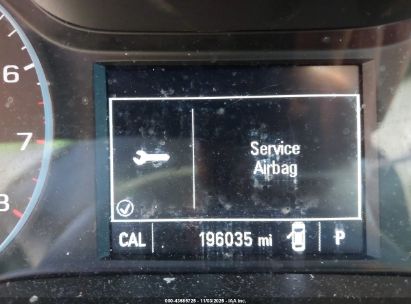 6
7
8
Service
Airbag
CAL
196035 mi
P